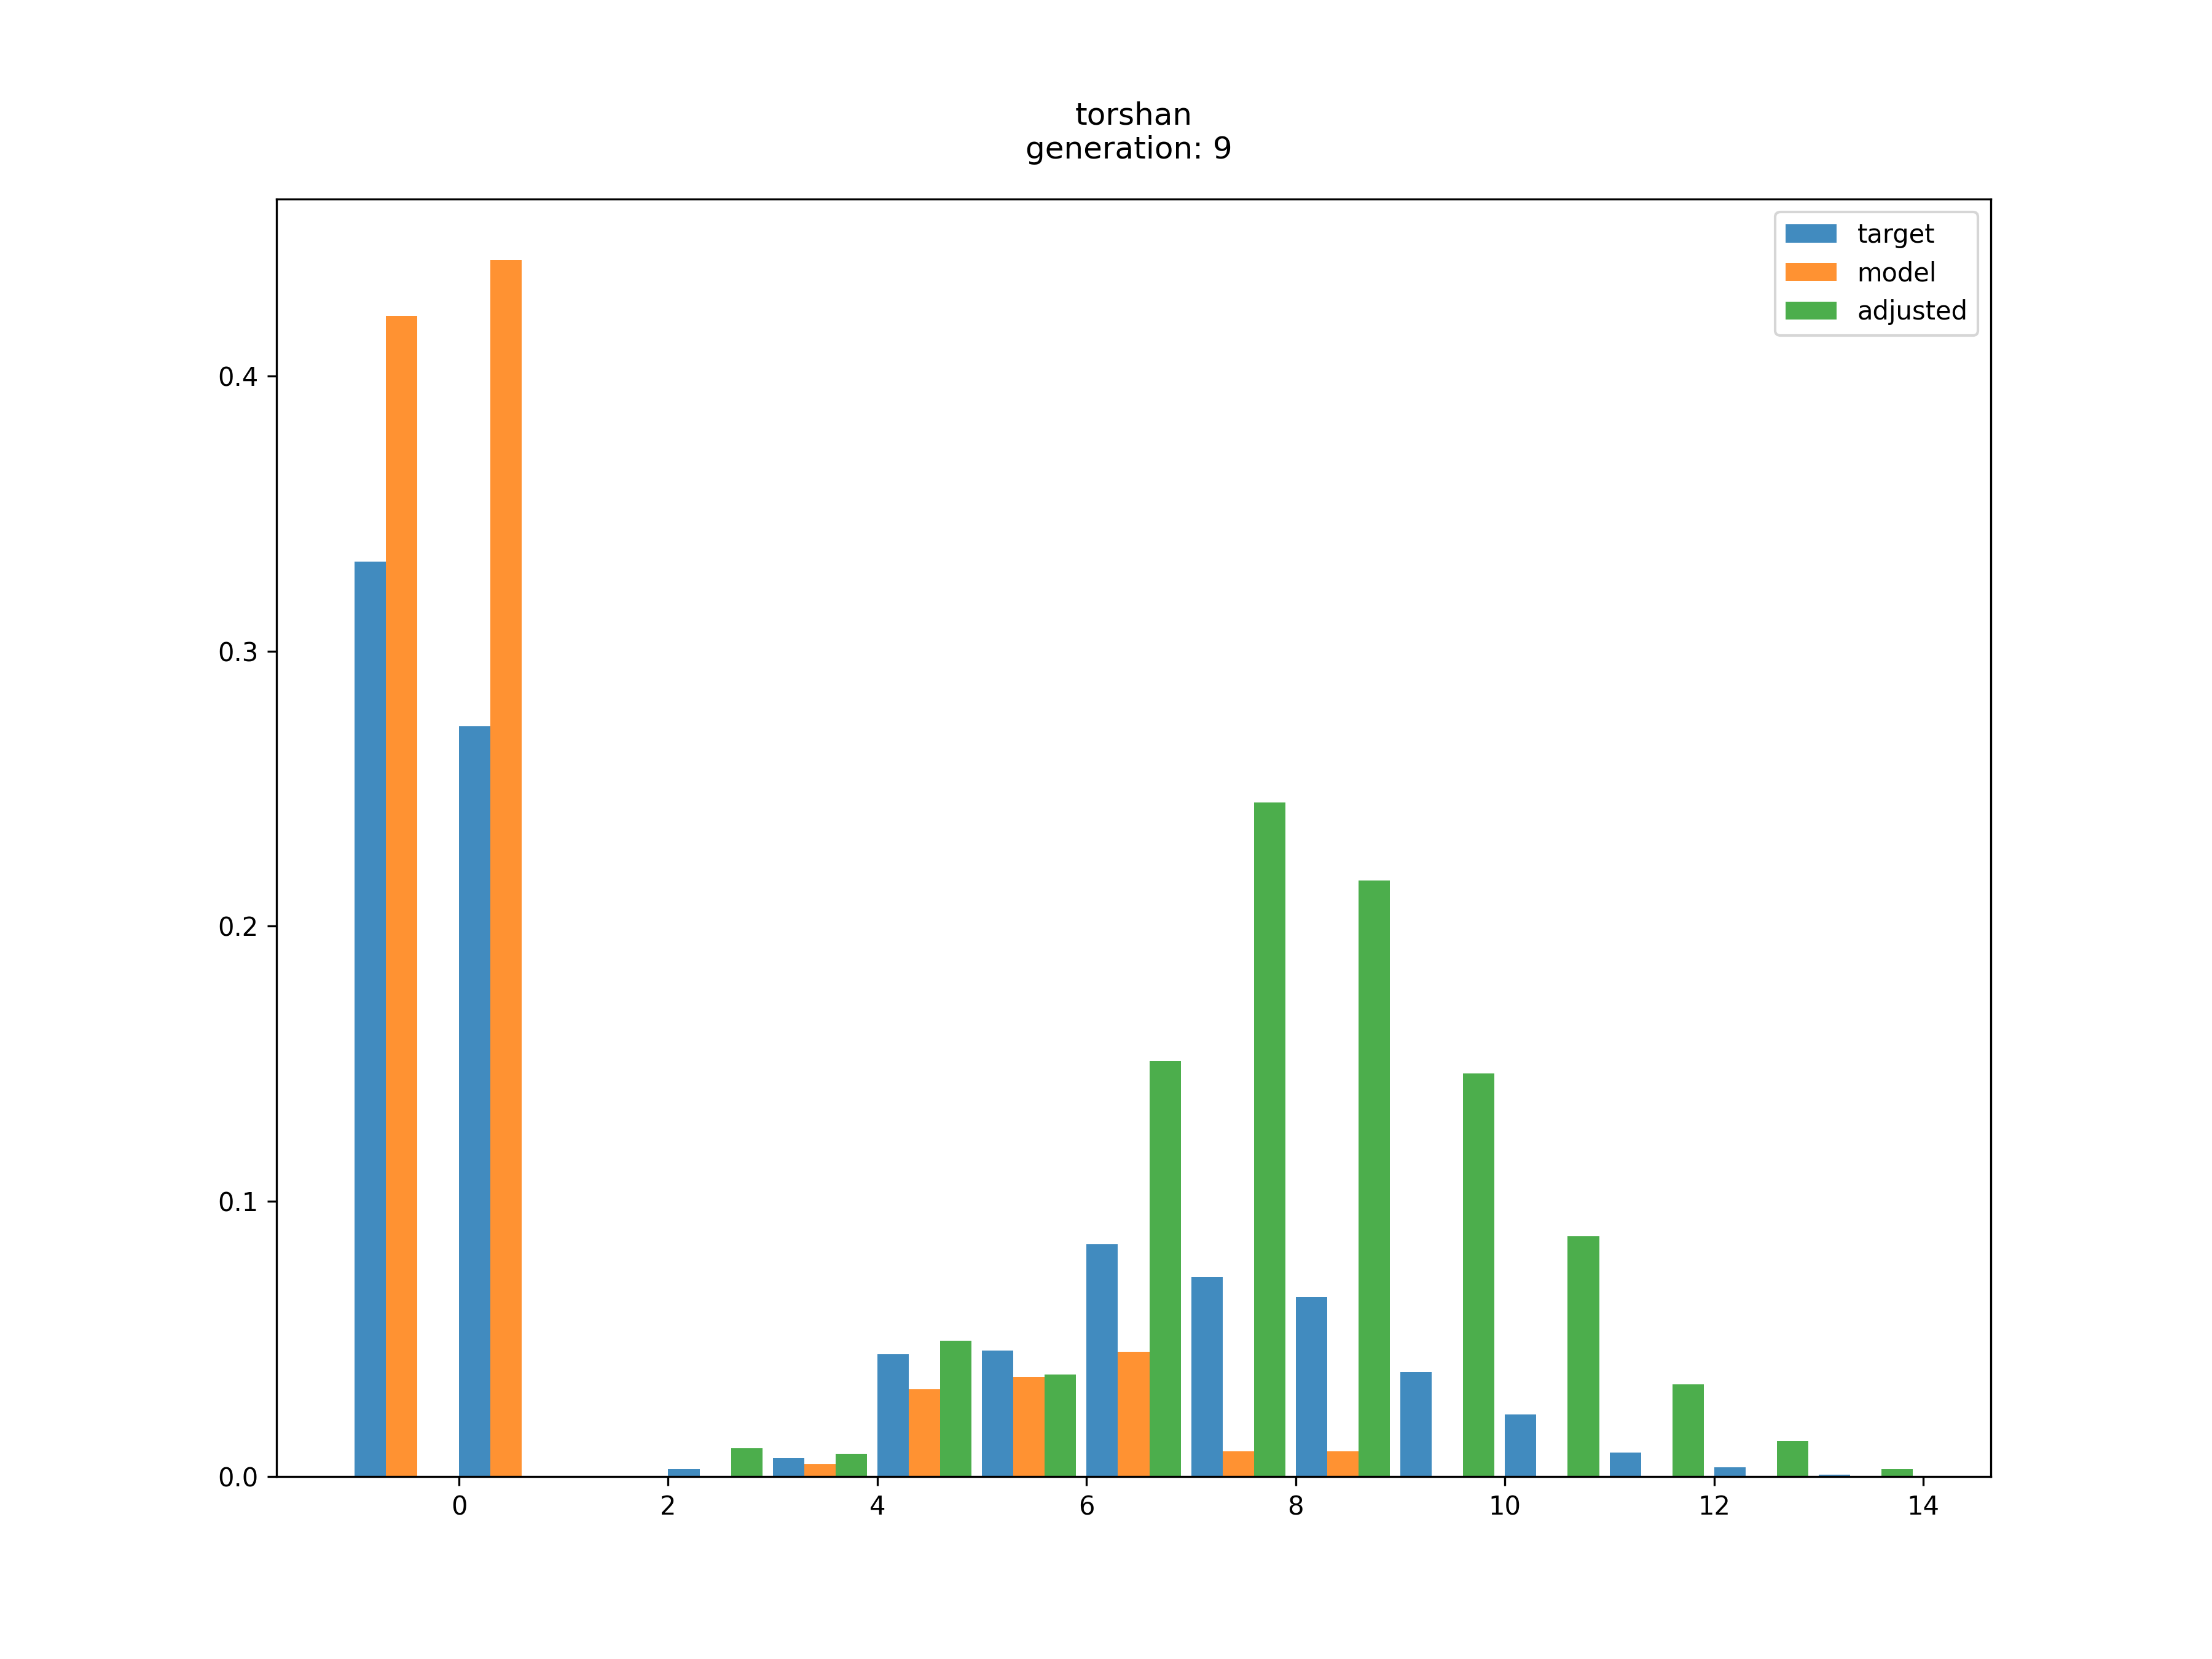 torshan
generation: 9
target
model
adjusted
0.4
0.3
0.2
0.1
0.0
0 2 4 6 8 10 12 14